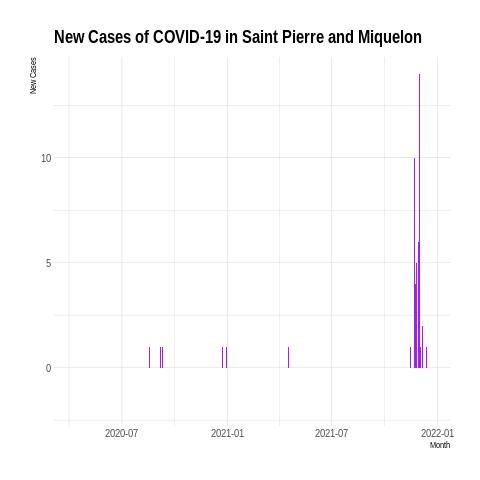 New Cases of COVID-19 in Saint Pierre and Miquelon
New Cases
10
5
0
2020-07
2021-01
2021-07
2022-01
Month